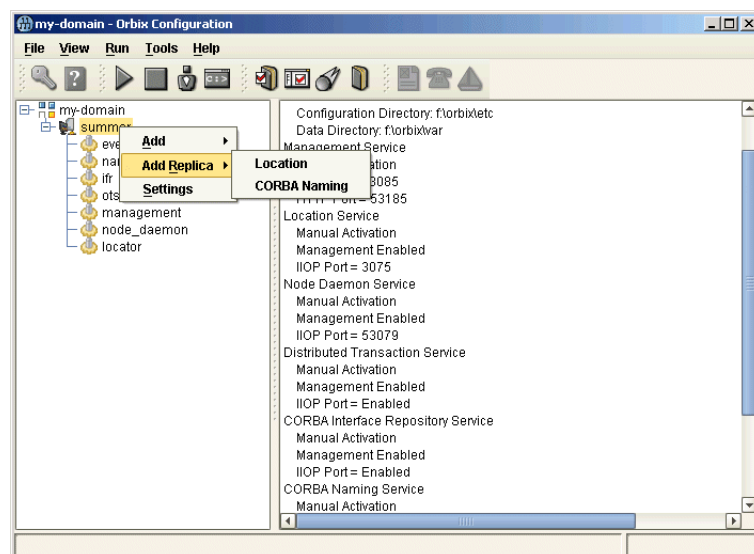 my-domain - Orbix Configuration
File View Run Tools Help
my-domain
summer
ifr
management
node_daemon
locator
Add
Add Replica
Settings
Location
CORBA Naming
Configuration Directory: f:\orbix\etc
Data Directory: f:\orbix\var
Management Service
3085
Port = 53185
Location Service
Manual Activation
Management Enabled
IIOP Port = 3075
Node Daemon Service
Manual Activation
Management Enabled
IIOP Port = 53079
Distributed Transaction Service
Manual Activation
Management Enabled
IIOP Port = Enabled
CORBA Interface Repository Service
Manual Activation
Management Enabled
IIOP Port = Enabled
CORBA Naming Service
Manual Activation